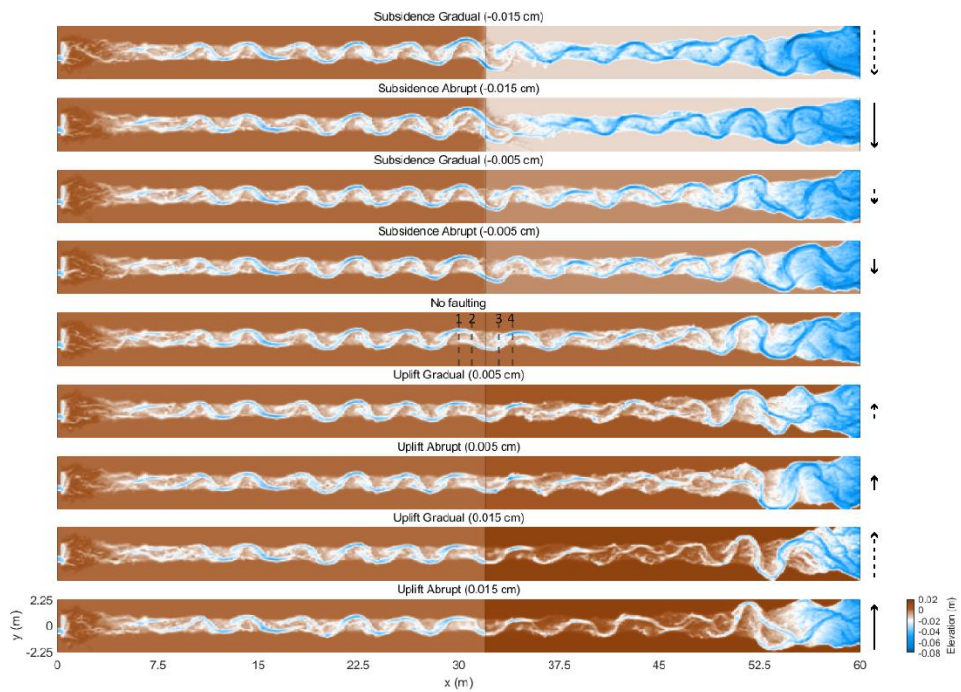 Subsidence Gradual (-0.015 cm)
Subsidence Abrupt (-0.015 cm)
Subsidence Gradual (-0.005 cm)
Subsidence Abrupt (-0.005 cm)
No faulting
1 2 3 4
Uplift Gradual (0.005 cm)
Uplift Abrupt (0.005 cm)
Uplift Gradual (0.015 cm)
Uplift Abrupt (0.015 cm)
2.25
0
-2.25
y (m)
0 7.5 15 22.5 30 37.5 45 52.5 60
x (m)
0.02
0
-0.02
-0.04
-0.06
-0.08
Elevation (m)